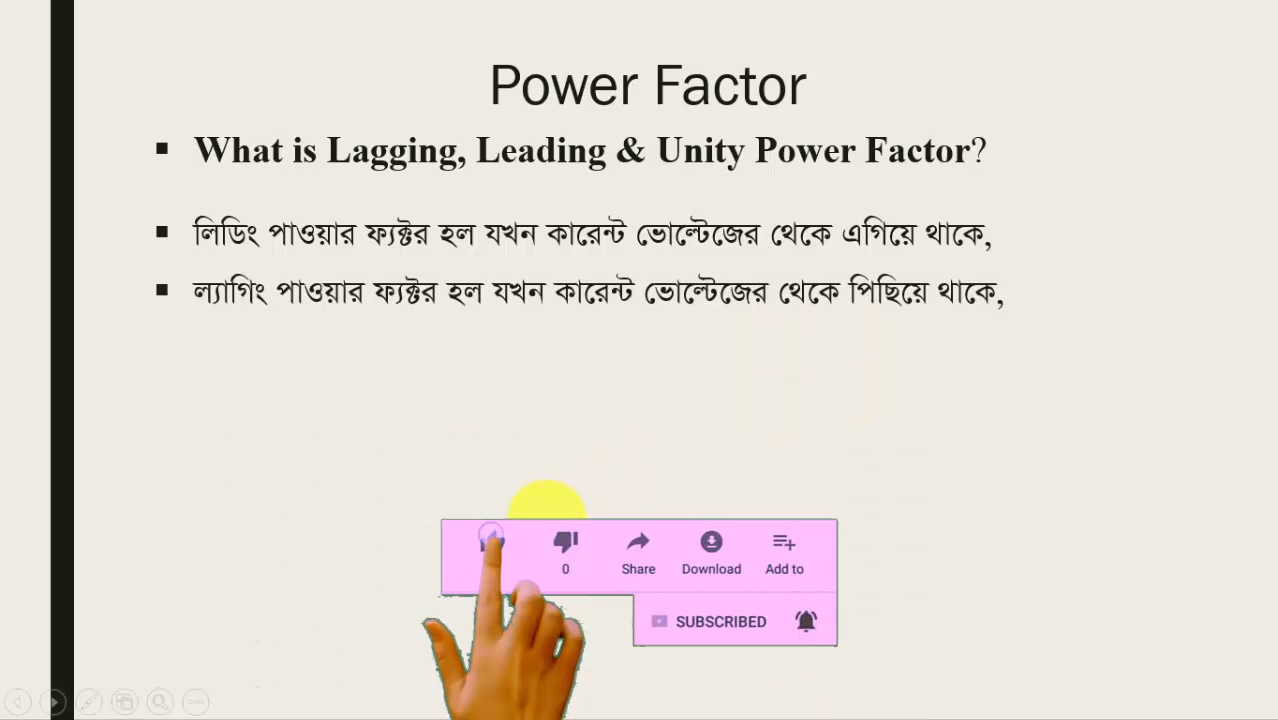 Power Factor
▪ What is Lagging, Leading & Unity Power Factor?
▪ লিডিং পাওয়ার ফ্যক্টর হল যখন কারেন্ট ভোল্টেজের থেকে এগিয়ে থাকে,
▪ ল্যাগিং পাওয়ার ফ্যক্টর হল যখন কারেন্ট ভোল্টেজের থেকে পিছিয়ে থাকে,
0 Share Download Add to
SUBSCRIBED